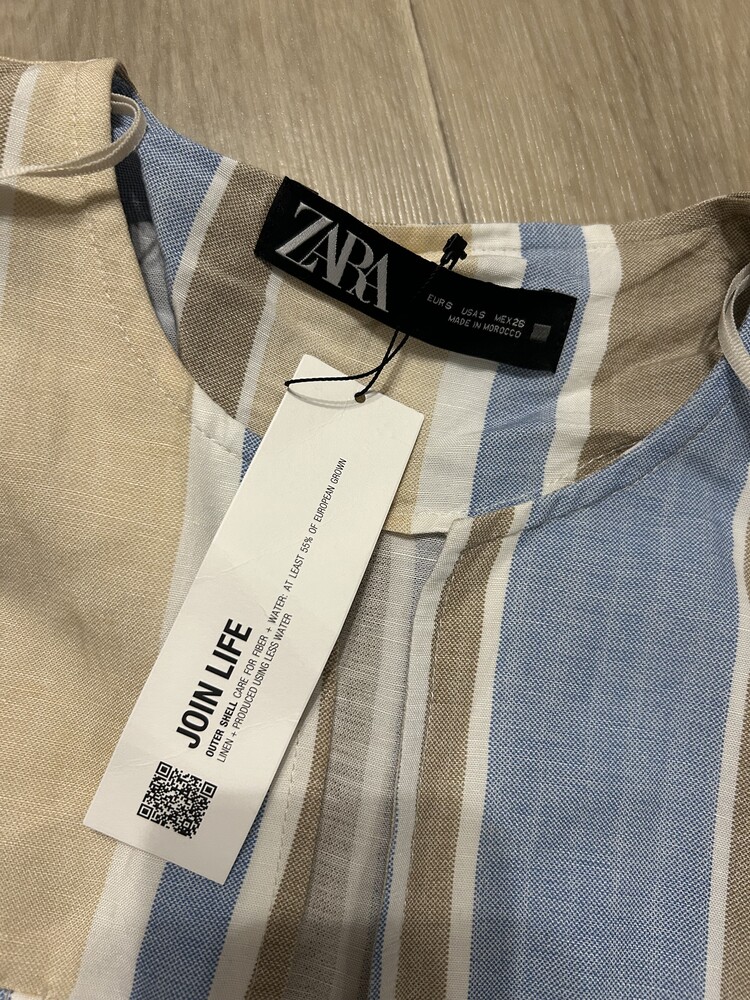 ZARA
EUR S USA S MEX 26
MADE IN MOROCCO
JOIN LIFE
OUTER SHELL CARE FOR FIBER + WATER: AT LEAST 55% OF EUROPEAN GROWN
LINEN + PRODUCED USING LESS WATER